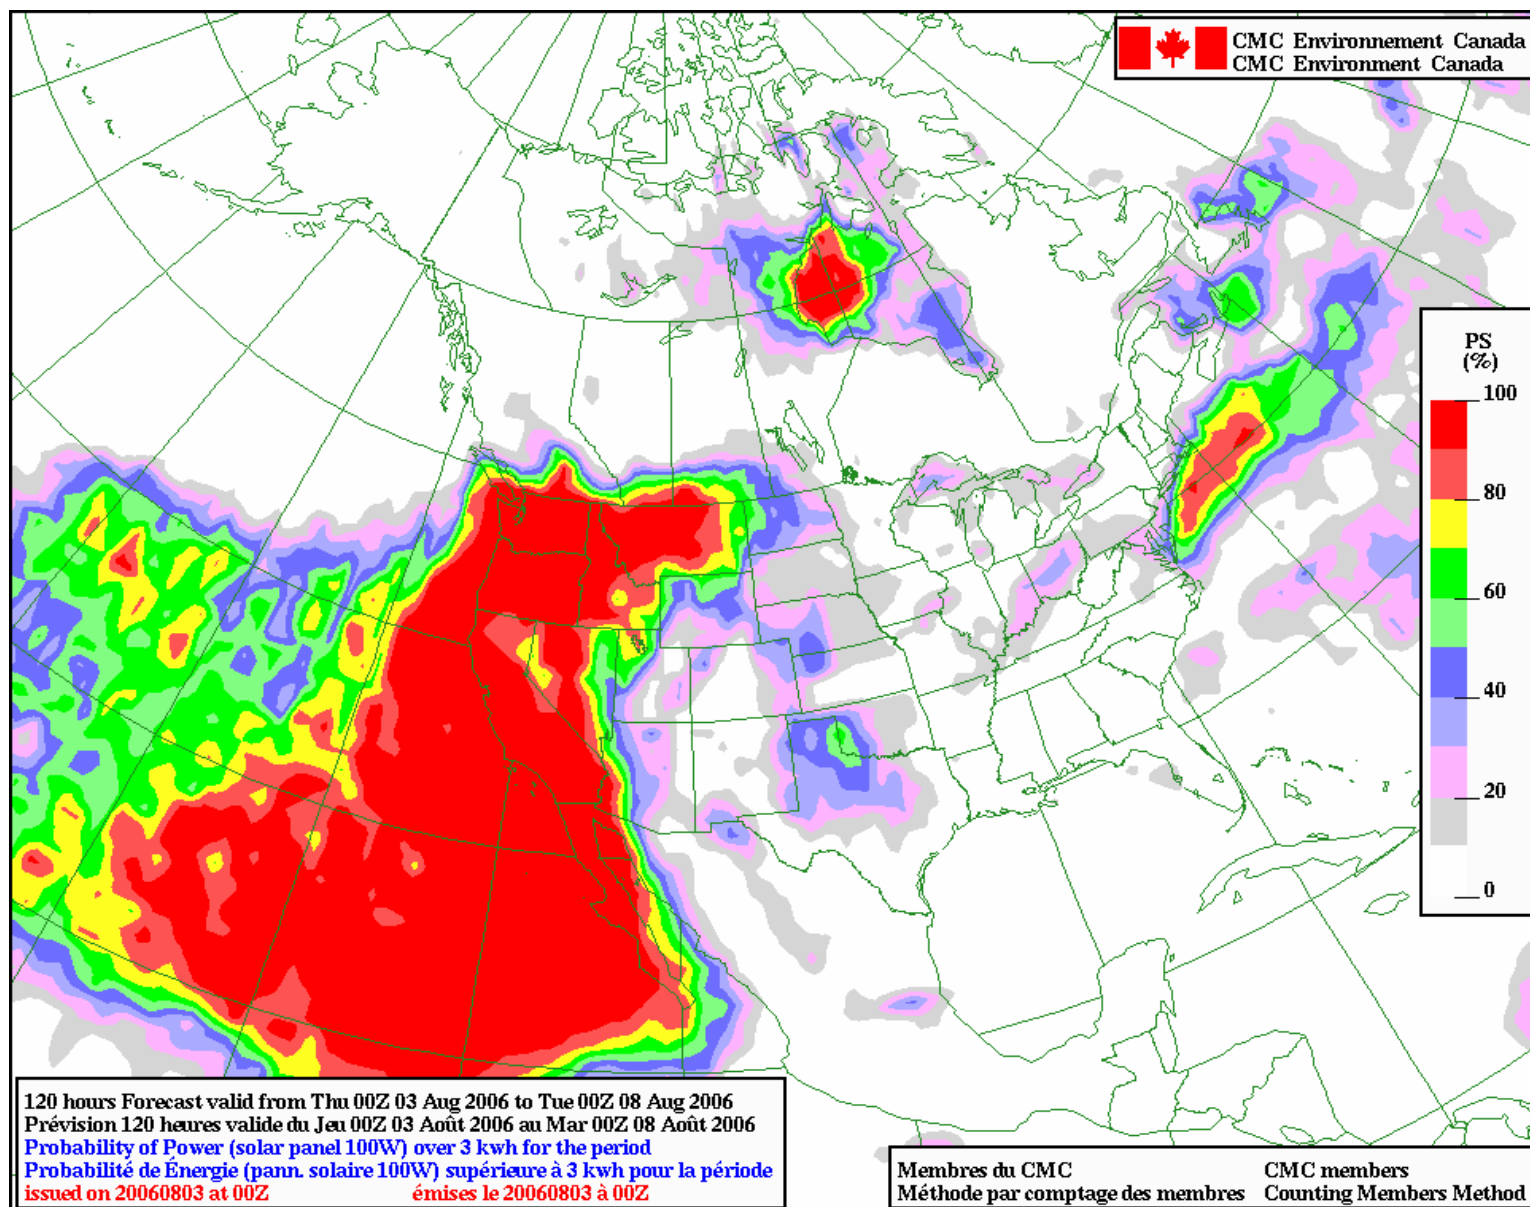 CMC Environnement Canada
CMC Environment Canada
PS
(%)
100
80
60
40
20
0
120 hours Forecast valid from Thu 00Z 03 Aug 2006 to Tue 00Z 08 Aug 2006
Prévision 120 heures valide du Jeu 00Z 03 Août 2006 au Mar 00Z 08 Août 2006
Probability of Power (solar panel 100W) over 3 kwh for the period
Probabilité de Énergie (pann. solaire 100W) supérieure à 3 kwh pour la période
issued on 20060803 at 00Z émises le 20060803 à 00Z
Membres du CMC CMC members
Méthode par comptage des membres Counting Members Method